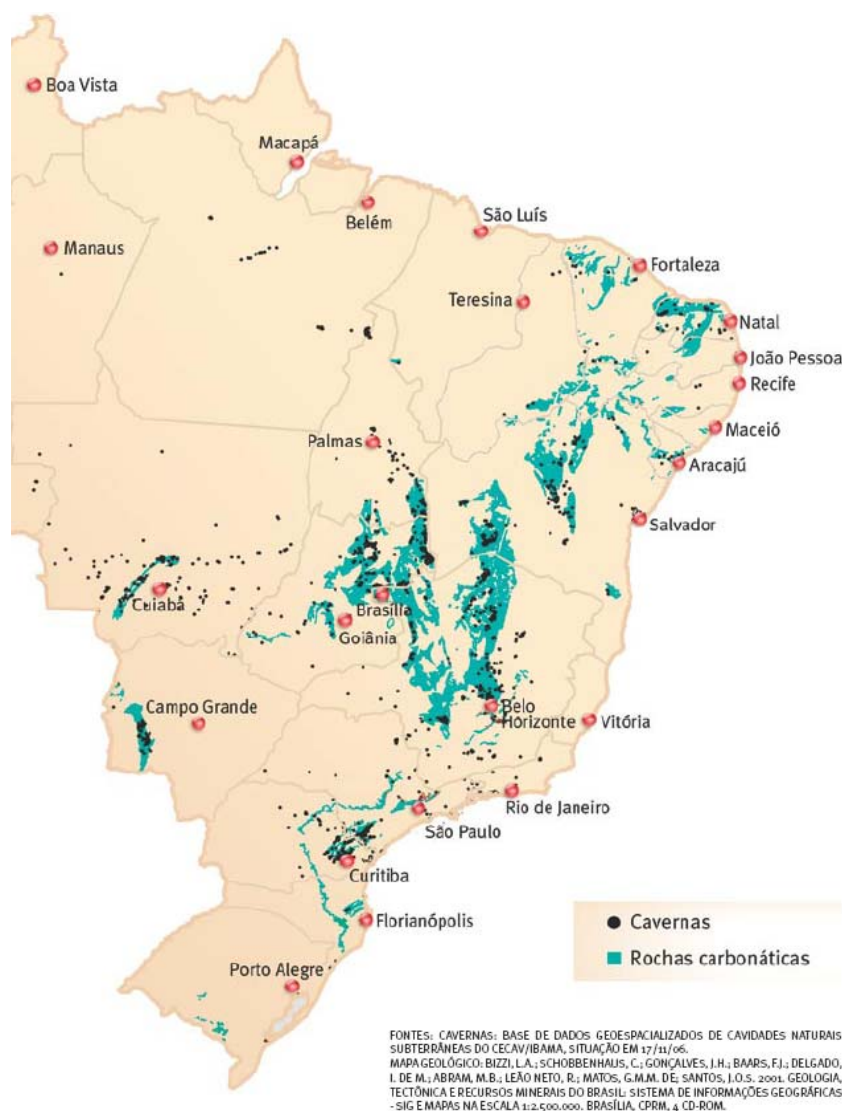 Boa Vista
Macapá
Belém
São Luís
Manaus
Fortaleza
Teresina
Natal
João Pessoa
Recife
Maceió
Palmas
Aracajú
Salvador
Cuiabá
Brasília
Goiânia
Campo Grande
Belo
Horizonte
Vitória
Rio de Janeiro
São Paulo
Curitiba
Florianópolis
Cavernas
Rochas carbonáticas
Porto Alegre
FONTES: CAVERNAS: BASE DE DADOS GEOESPACIALIZADOS DE CAVIDADES NATURAIS
SUBTERRÂNEAS DO CECAV/IBAMA, SITUAÇÃO EM 17/11/06.
MAPA GEOLÓGICO: BIZZI, L.A.; SCHOBBENHAUS, C.; GONÇALVES, J.H.; BAARS, F.J.; DELGADO,
I. DE M.; ABRAM, M.B.; LEÃO NETO, R.; MATOS, G.M.M. DE; SANTOS, J.O.S. 2001. GEOLOGIA,
TECTÔNICA E RECURSOS MINERAIS DO BRASIL: SISTEMA DE INFORMAÇÕES GEOGRÁFICAS
- SIG E MAPAS NA ESCALA 1:2.500.000. BRASÍLIA, CPRM, 4 CD-ROM.